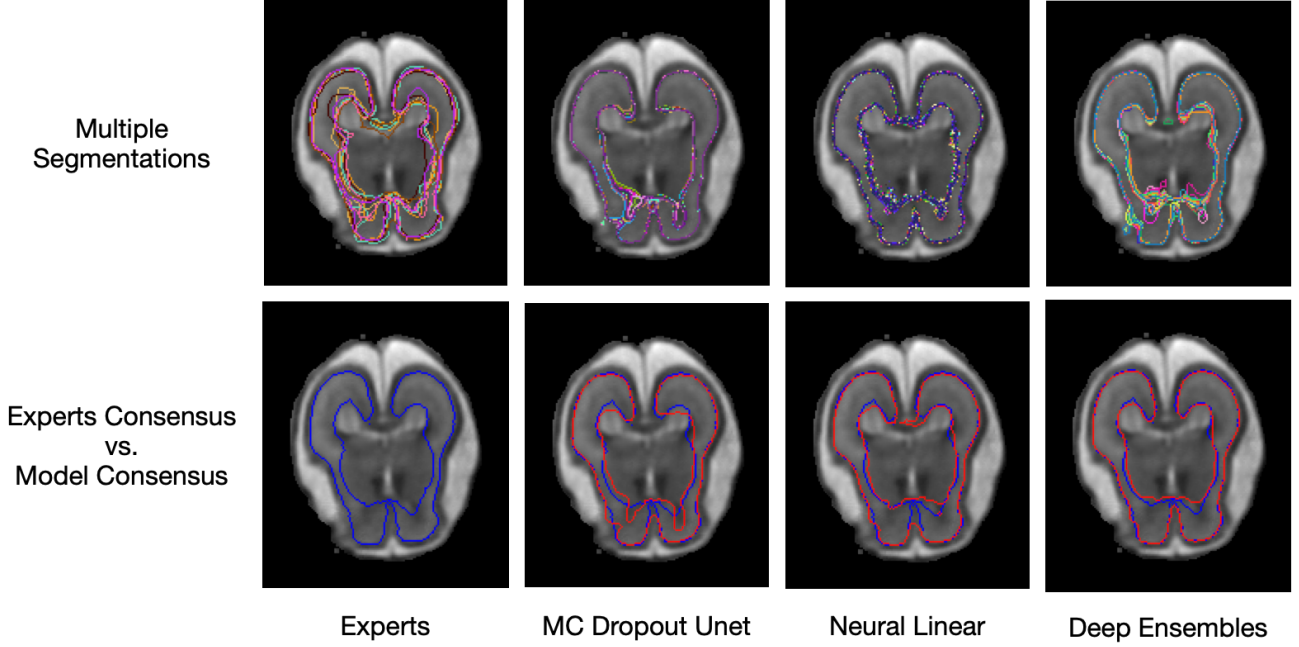 Multiple
Segmentations
Experts Consensus
vs.
Model Consensus
Experts
MC Dropout Unet
Neural Linear
Deep Ensembles